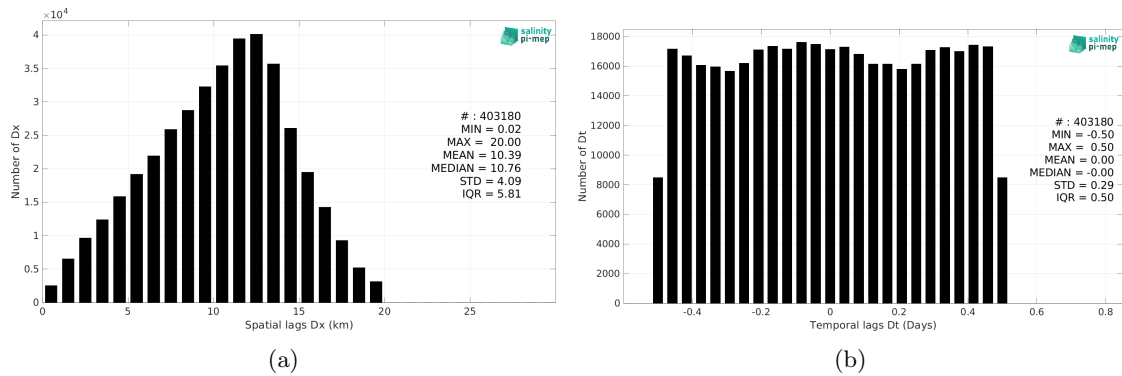 ×10⁴
4
3.5
3
2.5
2
1.5
1
0.5
0
Number of Dx
0 5 10 15 20 25
Spatial lags Dx (km)
salinity
pi-mep
# : 403180
MIN = 0.02
MAX = 20.00
MEAN = 10.39
MEDIAN = 10.76
STD = 4.09
IQR = 5.81
(a)
18000
16000
14000
12000
10000
8000
6000
4000
2000
0
Number of Dt
-0.4 -0.2 0 0.2 0.4 0.6 0.8
Temporal lags Dt (Days)
salinity
pi-mep
# : 403180
MIN = -0.50
MAX = 0.50
MEAN = 0.00
MEDIAN = -0.00
STD = 0.29
IQR = 0.50
(b)